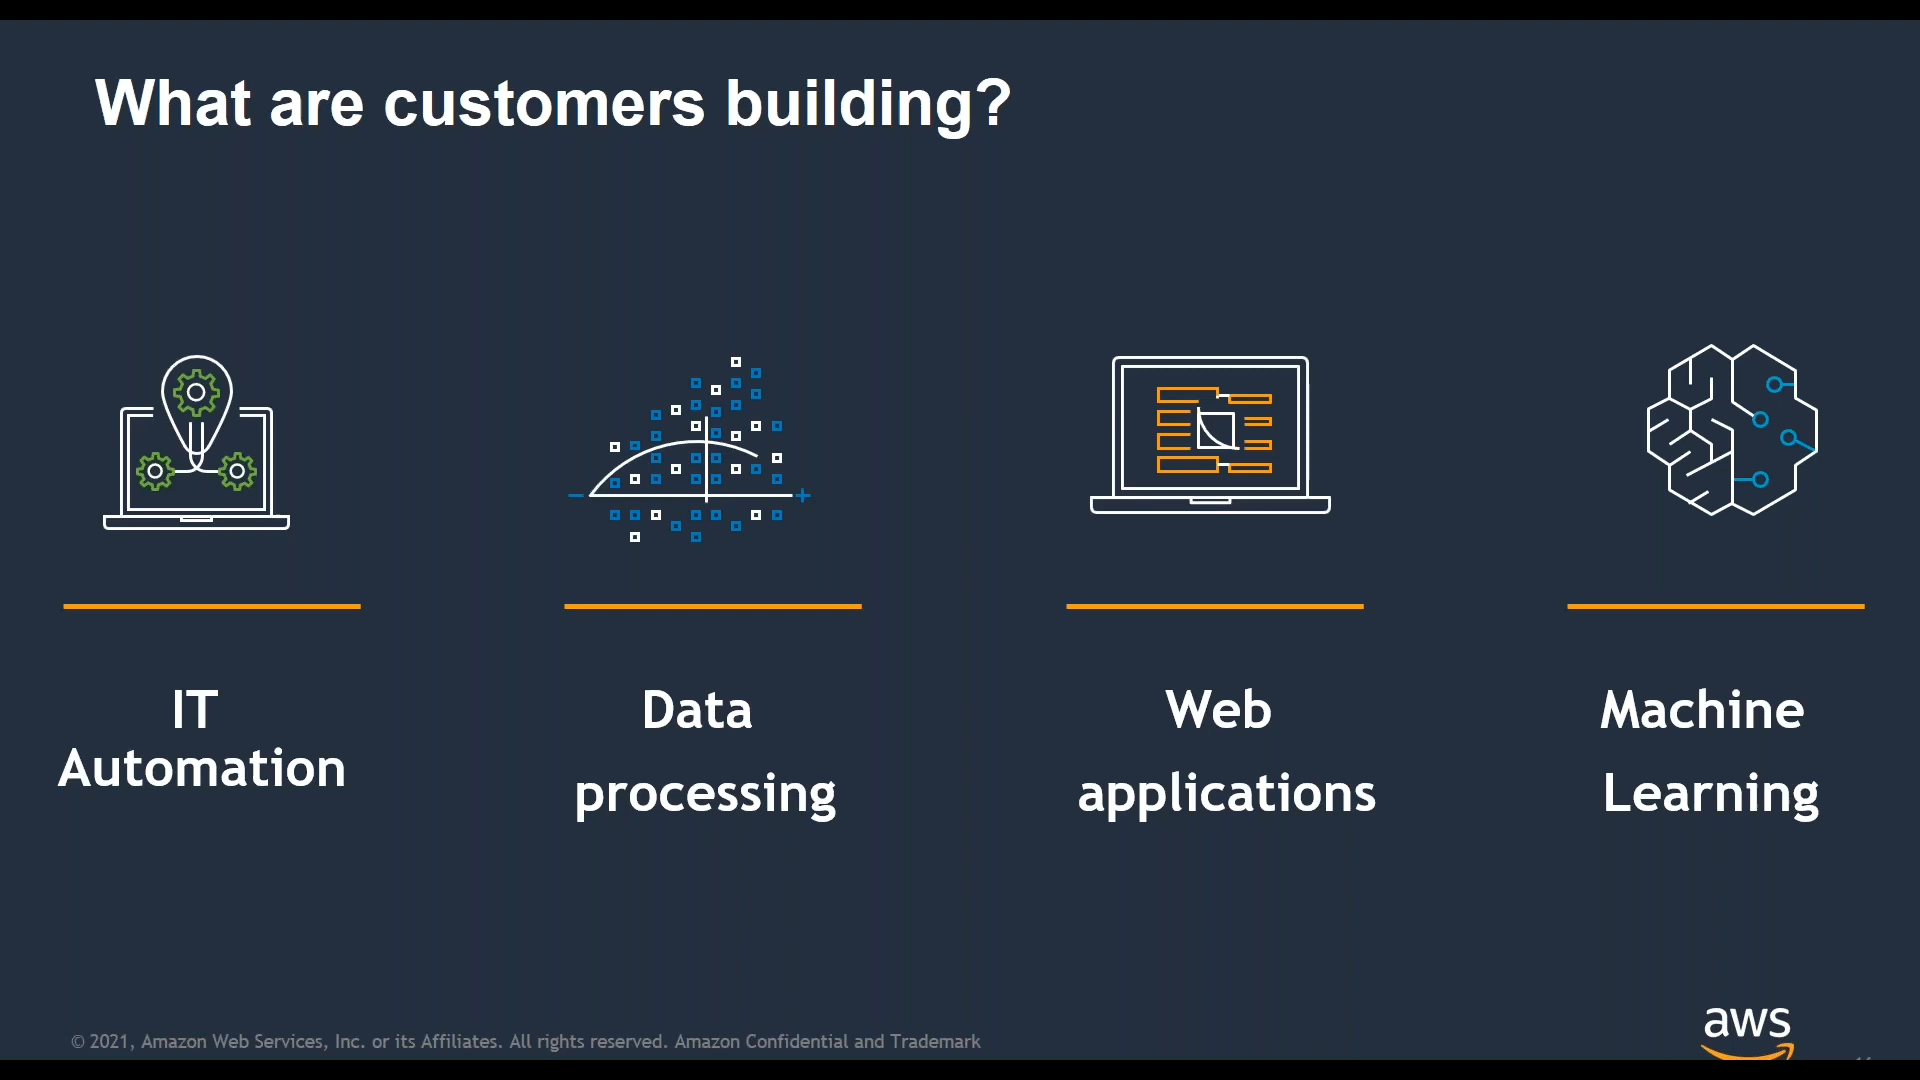 What are customers building?
IT
Automation
Data
processing
Web
applications
Machine
Learning
© 2021, Amazon Web Services, Inc. or its Affiliates. All rights reserved. Amazon Confidential and Trademark
aws